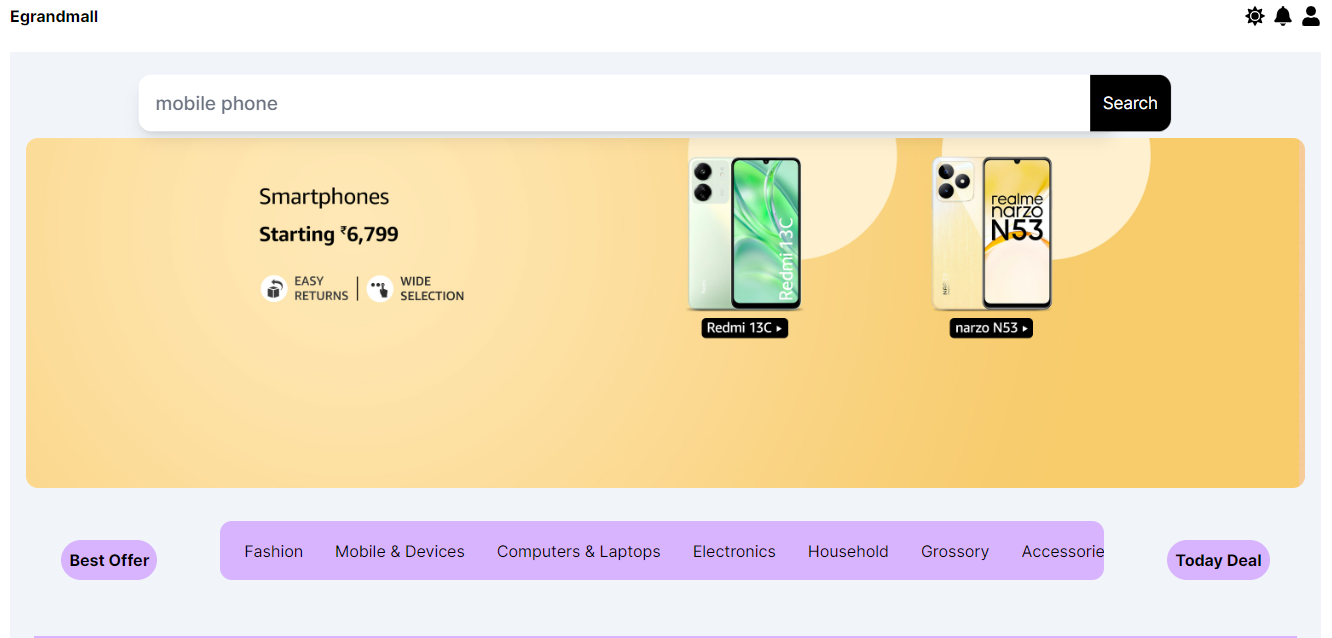 Egrandmall
mobile phone
Search
Smartphones
Starting ₹6,799
EASY
RETURNS
WIDE
SELECTION
Redmi 13C
realme
narzo
N53
Redmi 13C ▸
narzo N53 ▸
Best Offer
Fashion
Mobile & Devices
Computers & Laptops
Electronics
Household
Grossory
Accessorie
Today Deal